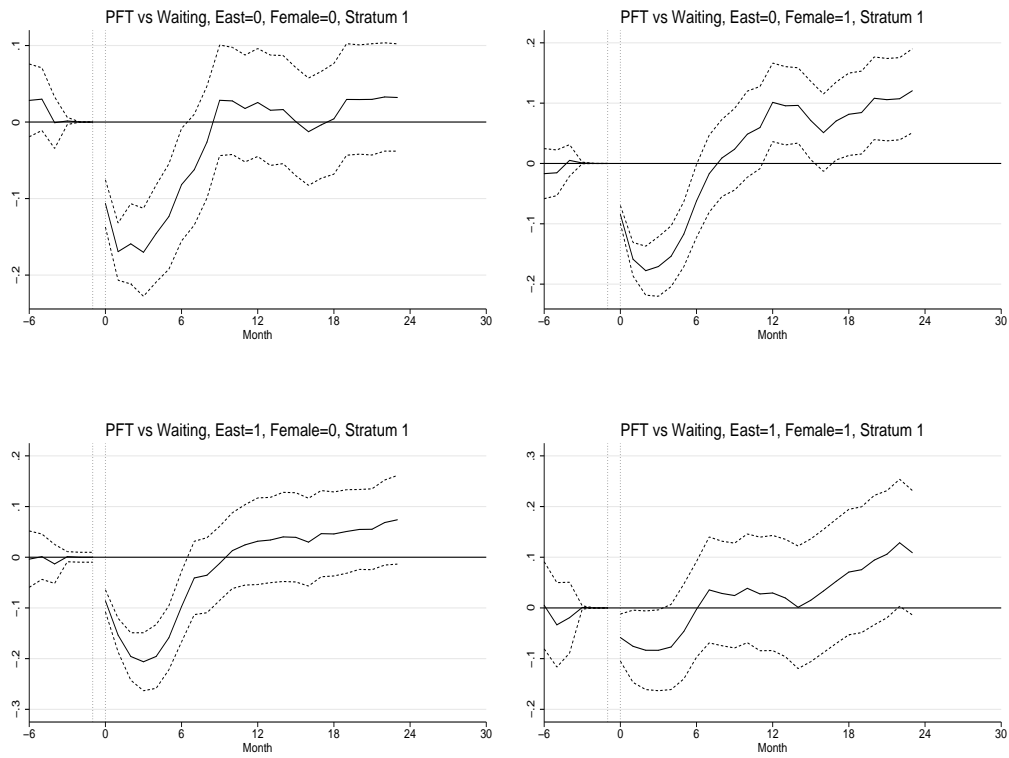 PFT vs Waiting, East=0, Female=0, Stratum 1
.1
0
−.1
−.2
−6 0 6 12 18 24 30
Month
PFT vs Waiting, East=0, Female=1, Stratum 1
.2
.1
0
−.1
−.2
−6 0 6 12 18 24 30
Month
PFT vs Waiting, East=1, Female=0, Stratum 1
.2
.1
0
−.1
−.2
−.3
−6 0 6 12 18 24 30
Month
PFT vs Waiting, East=1, Female=1, Stratum 1
.3
.2
.1
0
−.1
−.2
−6 0 6 12 18 24 30
Month